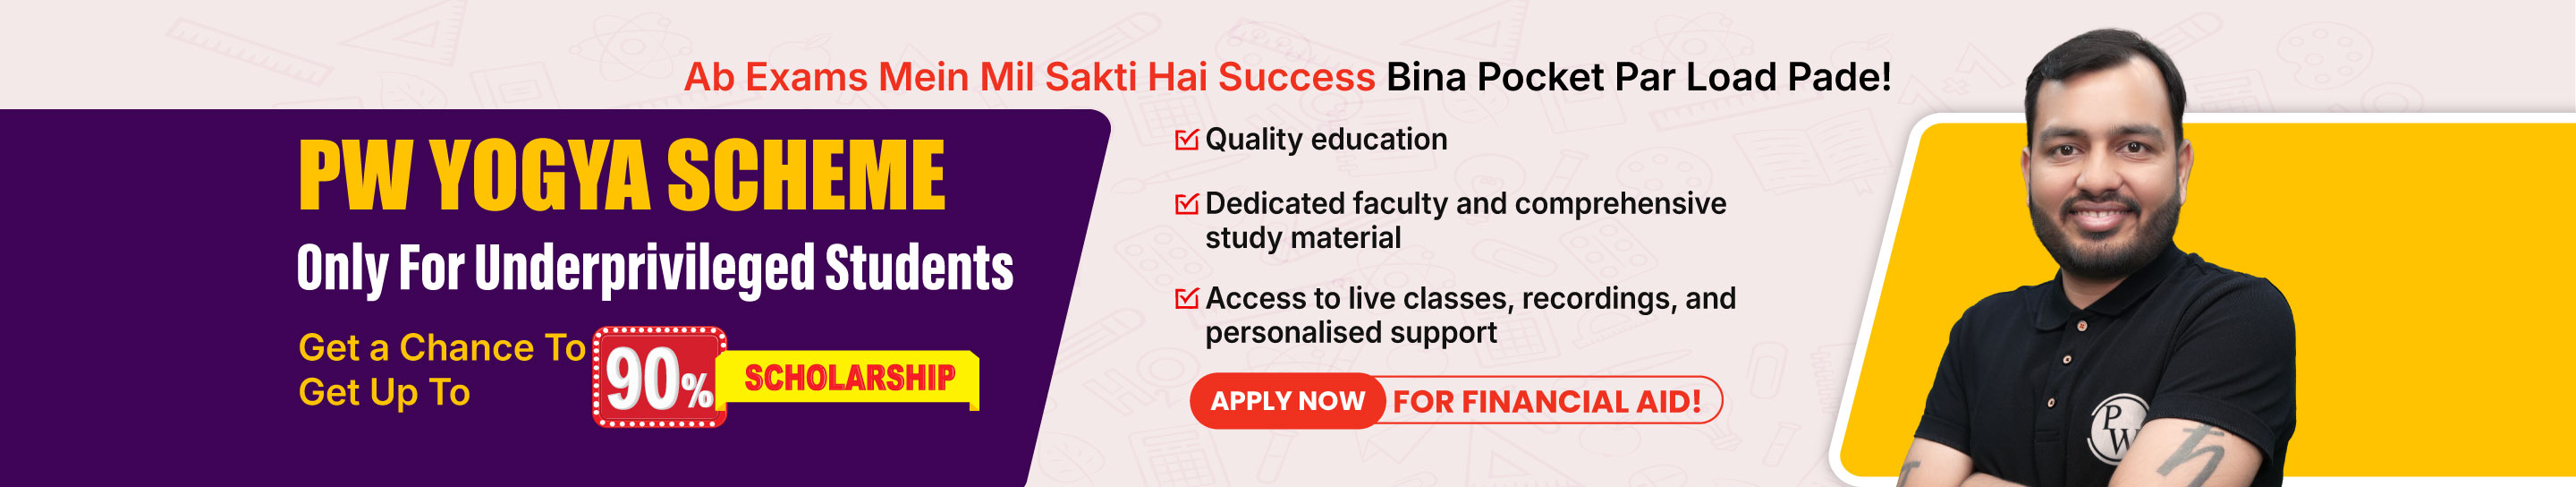 Ab Exams Mein Mil Sakti Hai Success Bina Pocket Par Load Pade!
PW YOGYA SCHEME
Only For Underprivileged Students
Get a Chance To
Get Up To
90% SCHOLARSHIP
Quality education
Dedicated faculty and comprehensive
study material
Access to live classes, recordings, and
personalised support
APPLY NOW FOR FINANCIAL AID!
PW